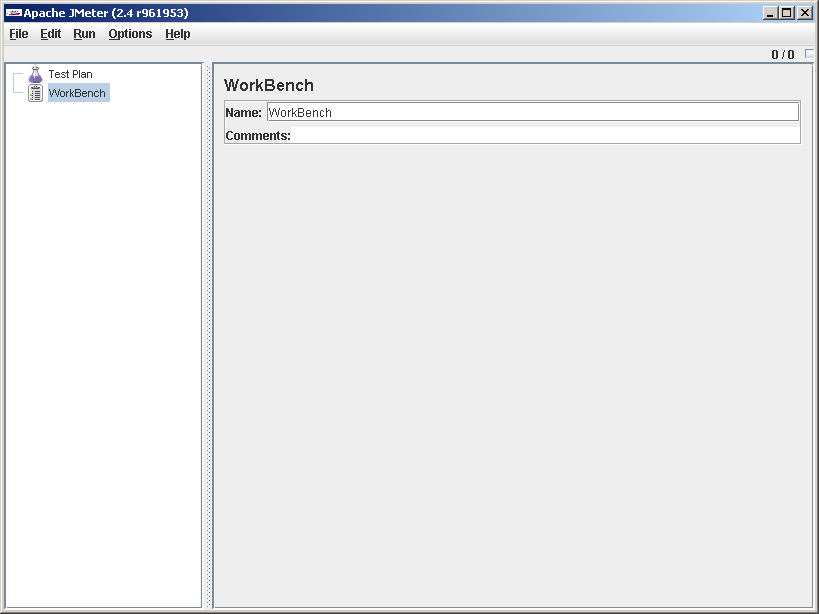 Apache JMeter (2.4 r961953)
File Edit Run Options Help
0 / 0
Test Plan
WorkBench
WorkBench
Name: WorkBench
Comments: